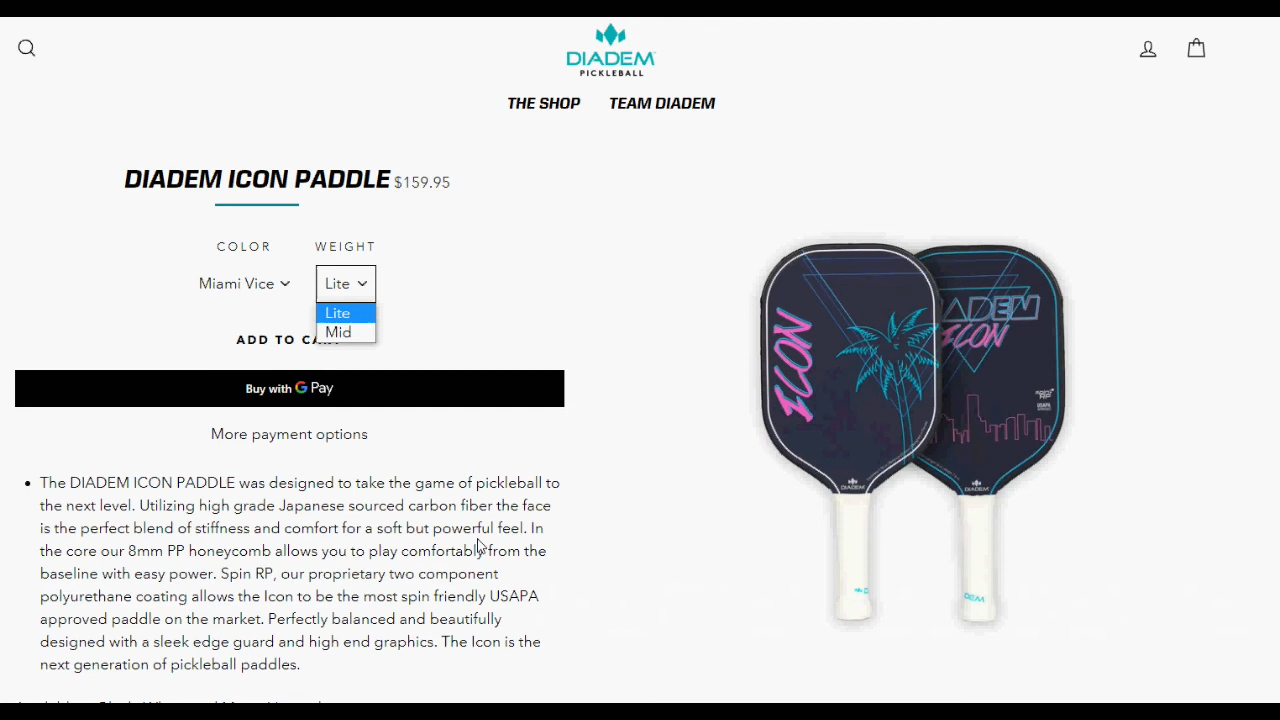 DIADEM
PICKLEBALL
THE SHOP TEAM DIADEM
DIADEM ICON PADDLE $159.95
COLOR WEIGHT
Miami Vice Lite
Lite
Mid
ADD TO
Buy with G Pay
More payment options
• The DIADEM ICON PADDLE was designed to take the game of pickleball to
the next level. Utilizing high grade Japanese sourced carbon fiber the face
is the perfect blend of stiffness and comfort for a soft but powerful feel. In
the core our 8mm PP honeycomb allows you to play comfortably from the
baseline with easy power. Spin RP, our proprietary two component
polyurethane coating allows the Icon to be the most spin friendly USAPA
approved paddle on the market. Perfectly balanced and beautifully
designed with a sleek edge guard and high end graphics. The Icon is the
next generation of pickleball paddles.
ICON
DIADEM
ADEM
ICON
USAPA
DIADEM
DEM